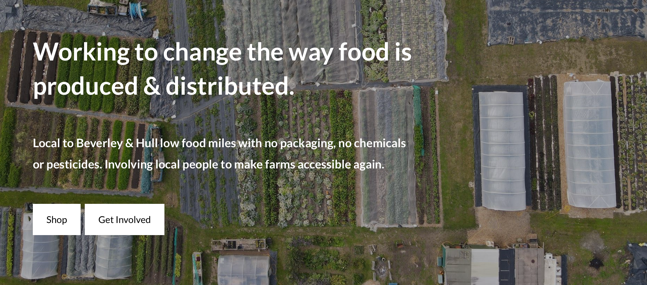 Working to change the way food is
produced & distributed.
Local to Beverley & Hull low food miles with no packaging, no chemicals
or pesticides. Involving local people to make farms accessible again.
Shop
Get Involved